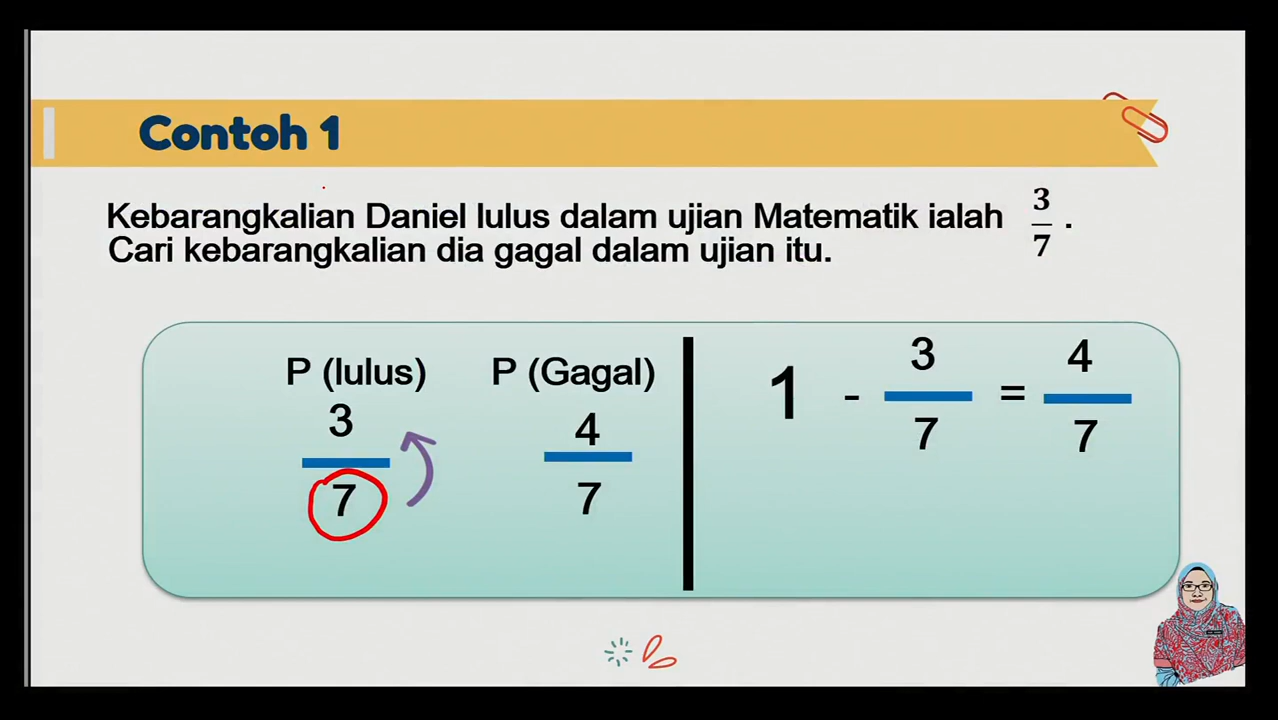 Contoh 1
Kebarangkalian Daniel lulus dalam ujian Matematik ialah 3/7 .
Cari kebarangkalian dia gagal dalam ujian itu.
P (lulus)
3
7
P (Gagal)
4
7
1 - 3/7 = 4/7